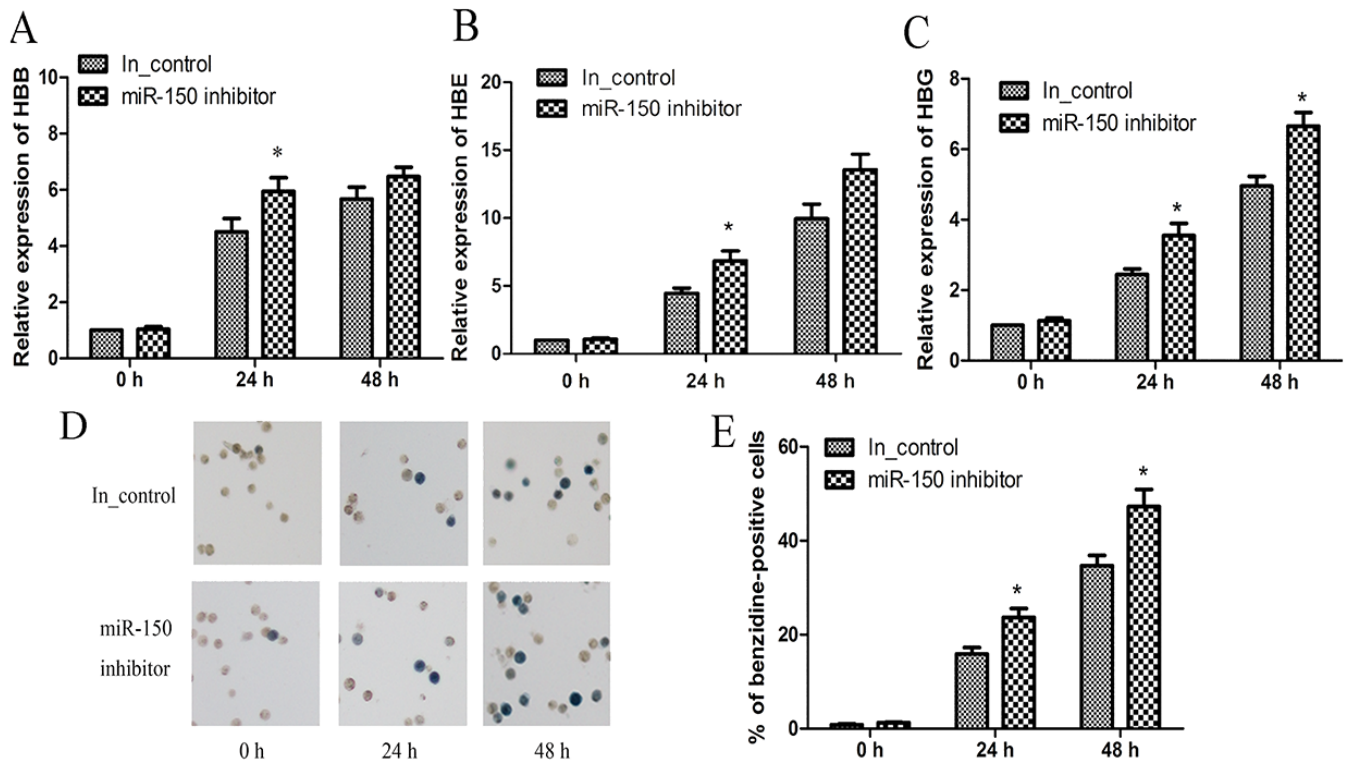 A
In_control
miR-150 inhibitor
Relative expression of HBB
10
8
6
4
2
0
*
0 h
24 h
48 h
B
In_control
miR-150 inhibitor
Relative expression of HBE
20
15
10
5
0
*
0 h
24 h
48 h
C
In_control
miR-150 inhibitor
Relative expression of HBG
8
6
4
2
0
*
*
0 h
24 h
48 h
D
In_control
miR-150
inhibitor
0 h
24 h
48 h
E
In_control
miR-150 inhibitor
% of benzidine-positive cells
60
40
20
0
*
*
0 h
24 h
48 h